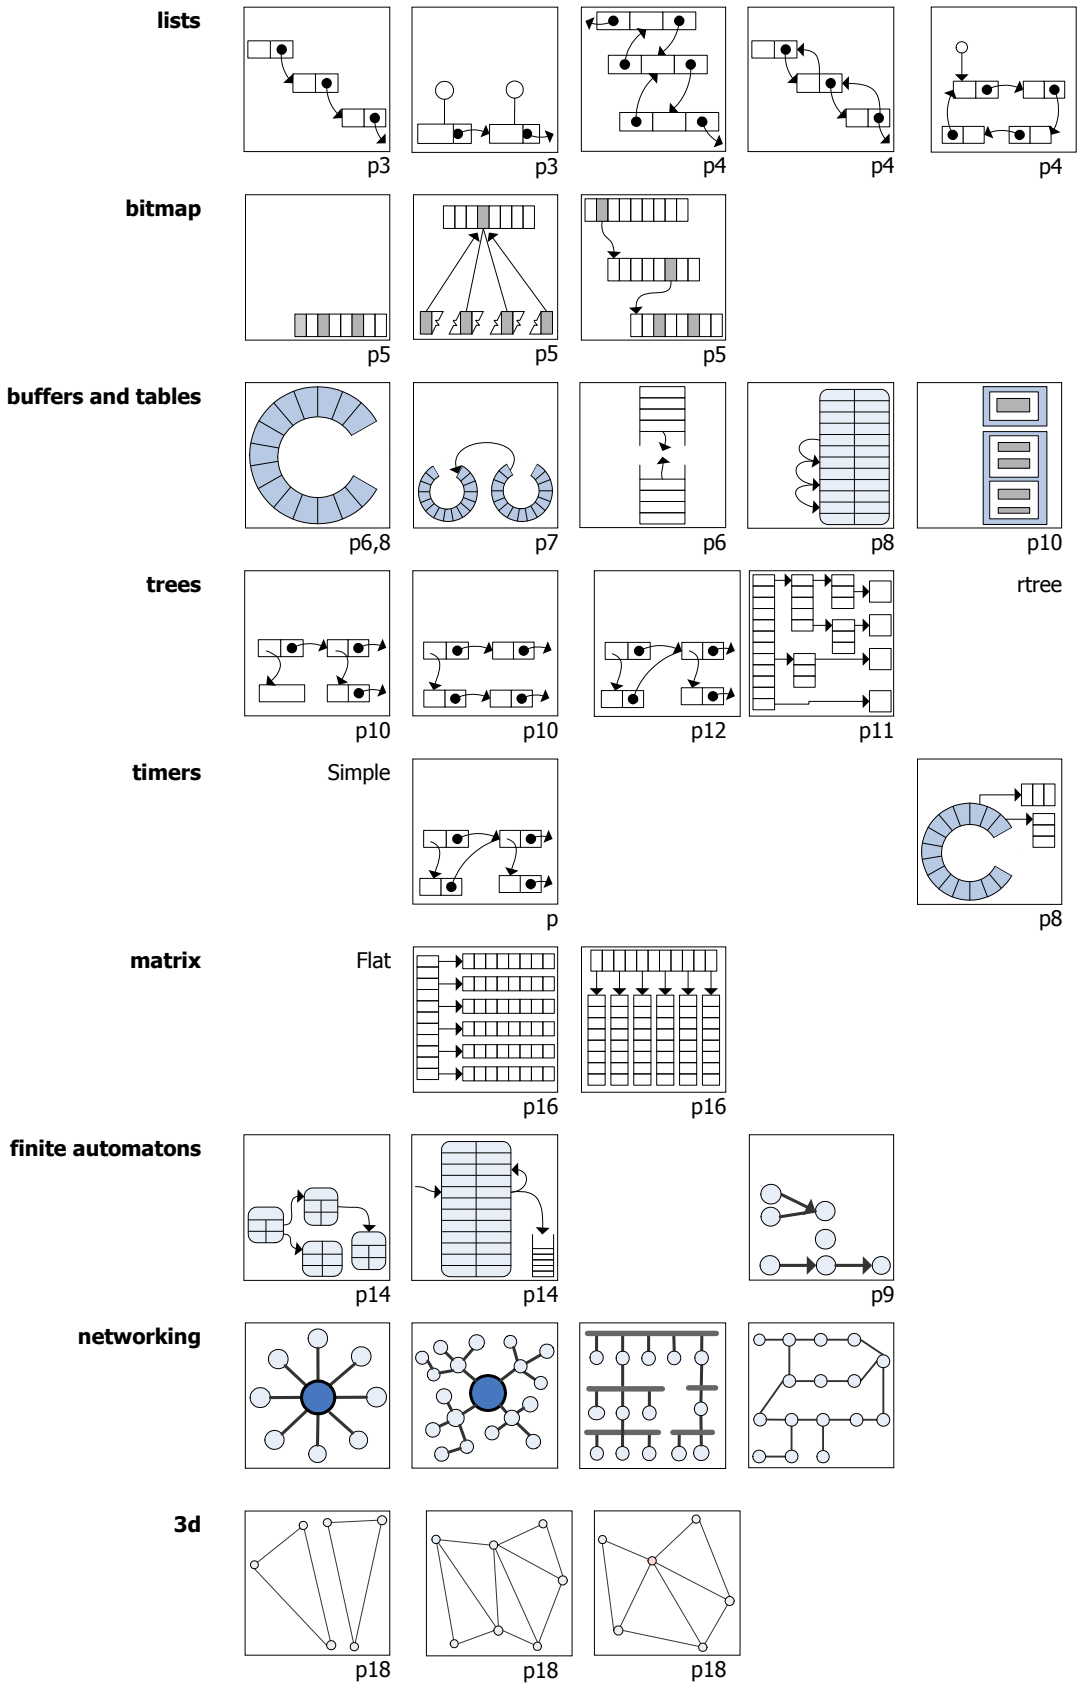 lists
p3 p3 p4 p4 p4
bitmap
p5 p5 p5
buffers and tables
p6,8 p7 p6 p8 p10
trees rtree
p10 p10 p12 p11
timers Simple
p p8
matrix Flat
p16 p16
finite automatons
p14 p14 p9
networking
3d
p18 p18 p18